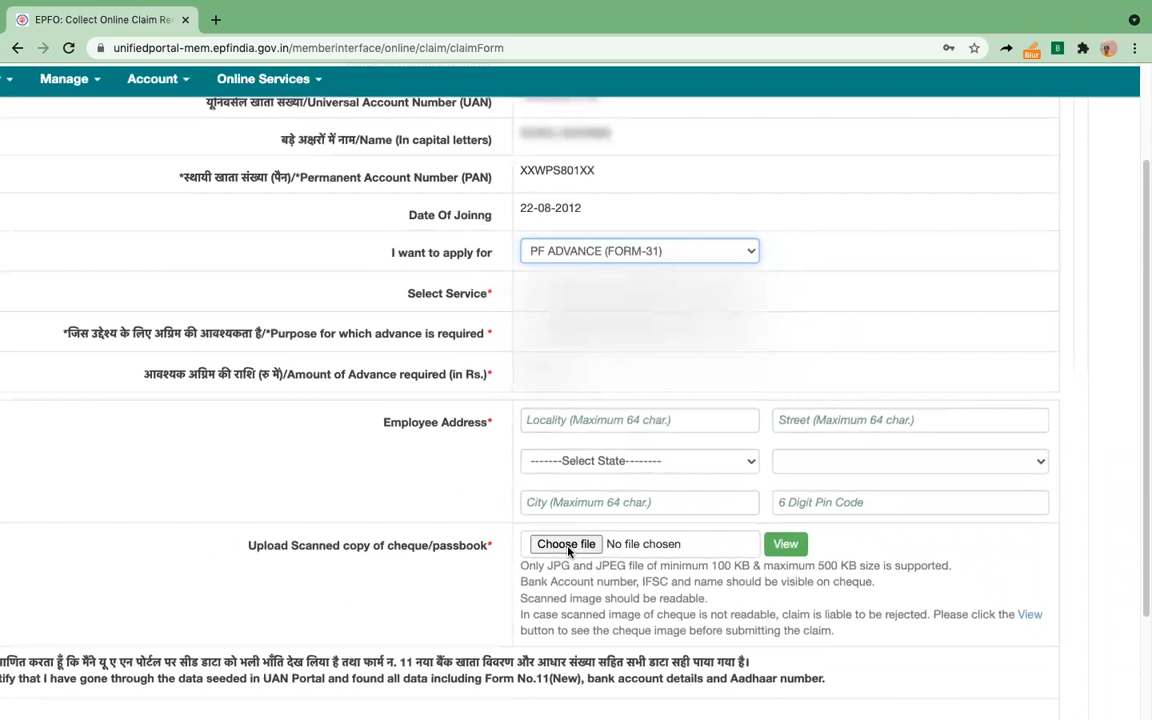 EPFO: Collect Online Claim Re
unifiedportal-mem.epfindia.gov.in/memberinterface/online/claim/claimForm
Blur
B
Manage Account Online Services
यूनिवर्सल खाता संख्या/Universal Account Number (UAN)
बड़े अक्षरों में नाम/Name (In capital letters)
*स्थायी खाता संख्या (पैन)/*Permanent Account Number (PAN) XXWPS801XX
Date Of Joinng 22-08-2012
I want to apply for PF ADVANCE (FORM-31)
Select Service*
*जिस उद्देश्य के लिए अग्रिम की आवश्यकता है/*Purpose for which advance is required *
आवश्यक अग्रिम की राशि (रु में)/Amount of Advance required (in Rs.)*
Employee Address* Locality (Maximum 64 char.) Street (Maximum 64 char.)
-------Select State--------
City (Maximum 64 char.) 6 Digit Pin Code
Upload Scanned copy of cheque/passbook* Choose file No file chosen View
Only JPG and JPEG file of minimum 100 KB & maximum 500 KB size is supported.
Bank Account number, IFSC and name should be visible on cheque.
Scanned image should be readable.
In case scanned image of cheque is not readable, claim is liable to be rejected. Please click the View
button to see the cheque image before submitting the claim.
माणित करता हूँ कि मैंने यू ए एन पोर्टल पर सीड डाटा को भली भाँति देख लिया है तथा फार्म न. 11 नया बैंक खाता विवरण और आधार संख्या सहित सभी डाटा सही पाया गया है।
tify that I have gone through the data seeded in UAN Portal and found all data including Form No.11(New), bank account details and Aadhaar number.